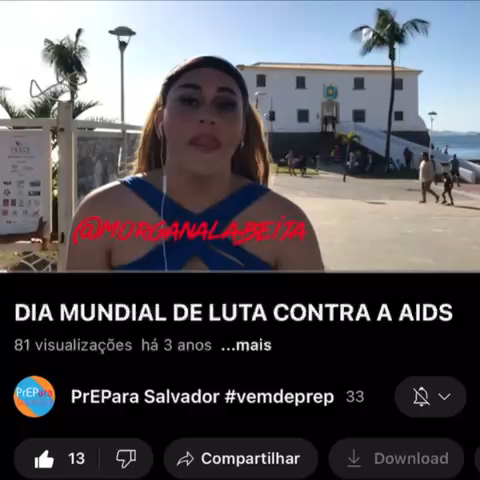 @MORGANALABEIJA
DIA MUNDIAL DE LUTA CONTRA A AIDS
81 visualizações há 3 anos ...mais
PrEPara
PrEPara Salvador #vemdeprep 33
13 Compartilhar Download